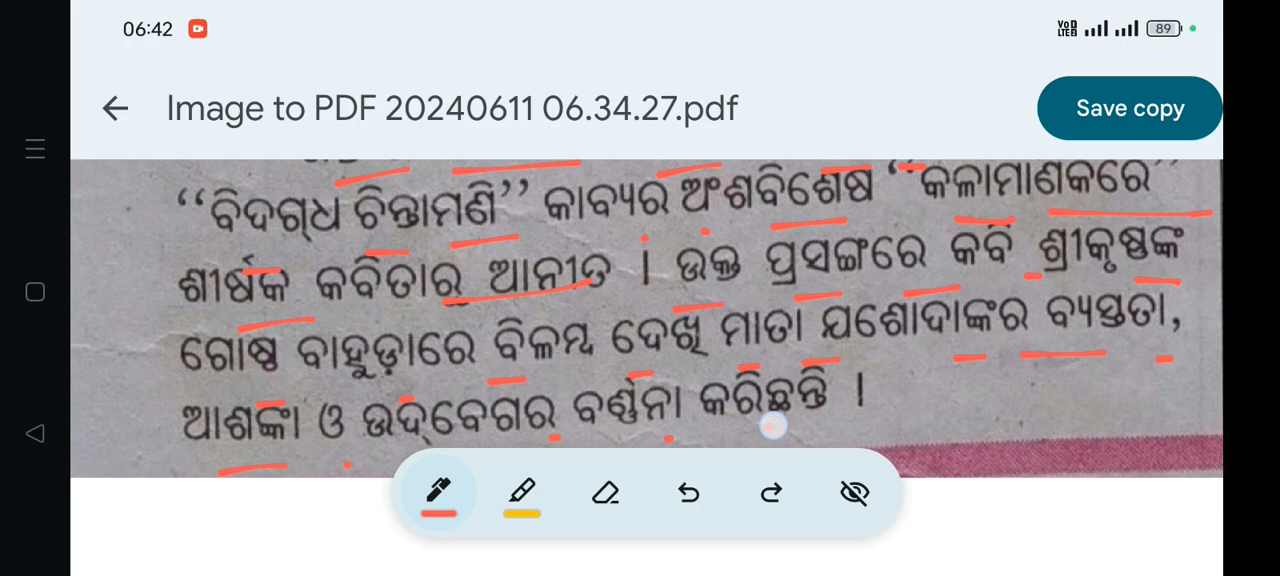 06:42
VoD LTE2 89
Image to PDF 20240611 06.34.27.pdf
Save copy
‘‘ବିଦଗ୍ଧ ଚିନ୍ତାମଣି’’ କାବ୍ୟର ଅଂଶବିଶେଷ ‘‘କଳାମାଣକରେ’’
ଶୀର୍ଷକ କବିତାରୁ ଆନୀତ । ଉକ୍ତ ପ୍ରସଙ୍ଗରେ କବି ଶ୍ରୀକୃଷ୍ଣଙ୍କ
ଗୋଷ୍ଠ ବାହୁଡ଼ାରେ ବିଳମ୍ବ ଦେଖି ମାତା ଯଶୋଦାଙ୍କର ବ୍ୟସ୍ତତା,
ଆଶଙ୍କା ଓ ଉଦ୍‌ବେଗର ବର୍ଣ୍ଣନା କରିଛନ୍ତି ।